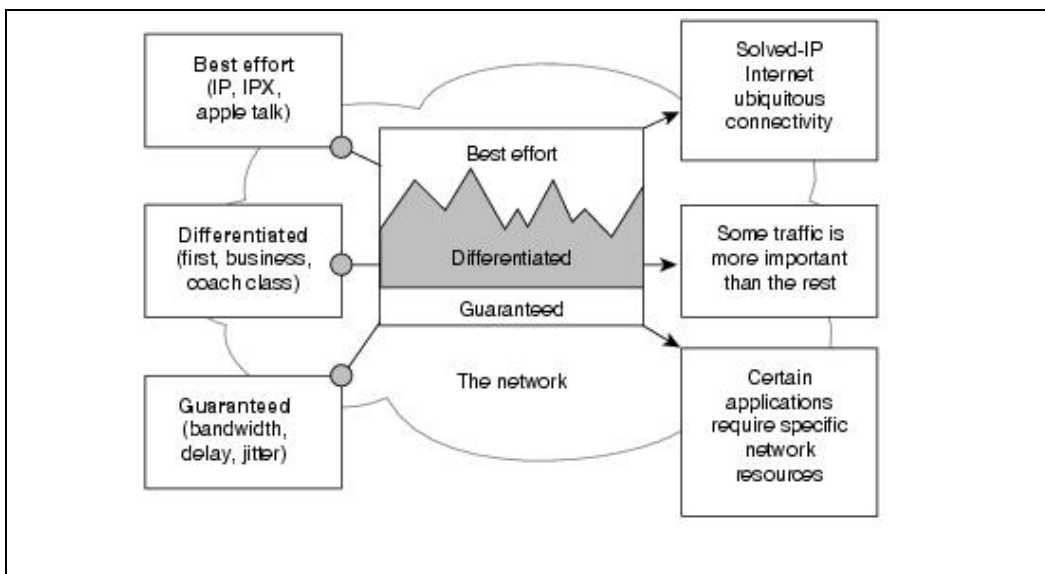 Best effort
(IP, IPX,
apple talk)
Differentiated
(first, business,
coach class)
Guaranteed
(bandwidth,
delay, jitter)
Best effort
Differentiated
Guaranteed
The network
Solved-IP
Internet
ubiquitous
connectivity
Some traffic is
more important
than the rest
Certain
applications
require specific
network
resources